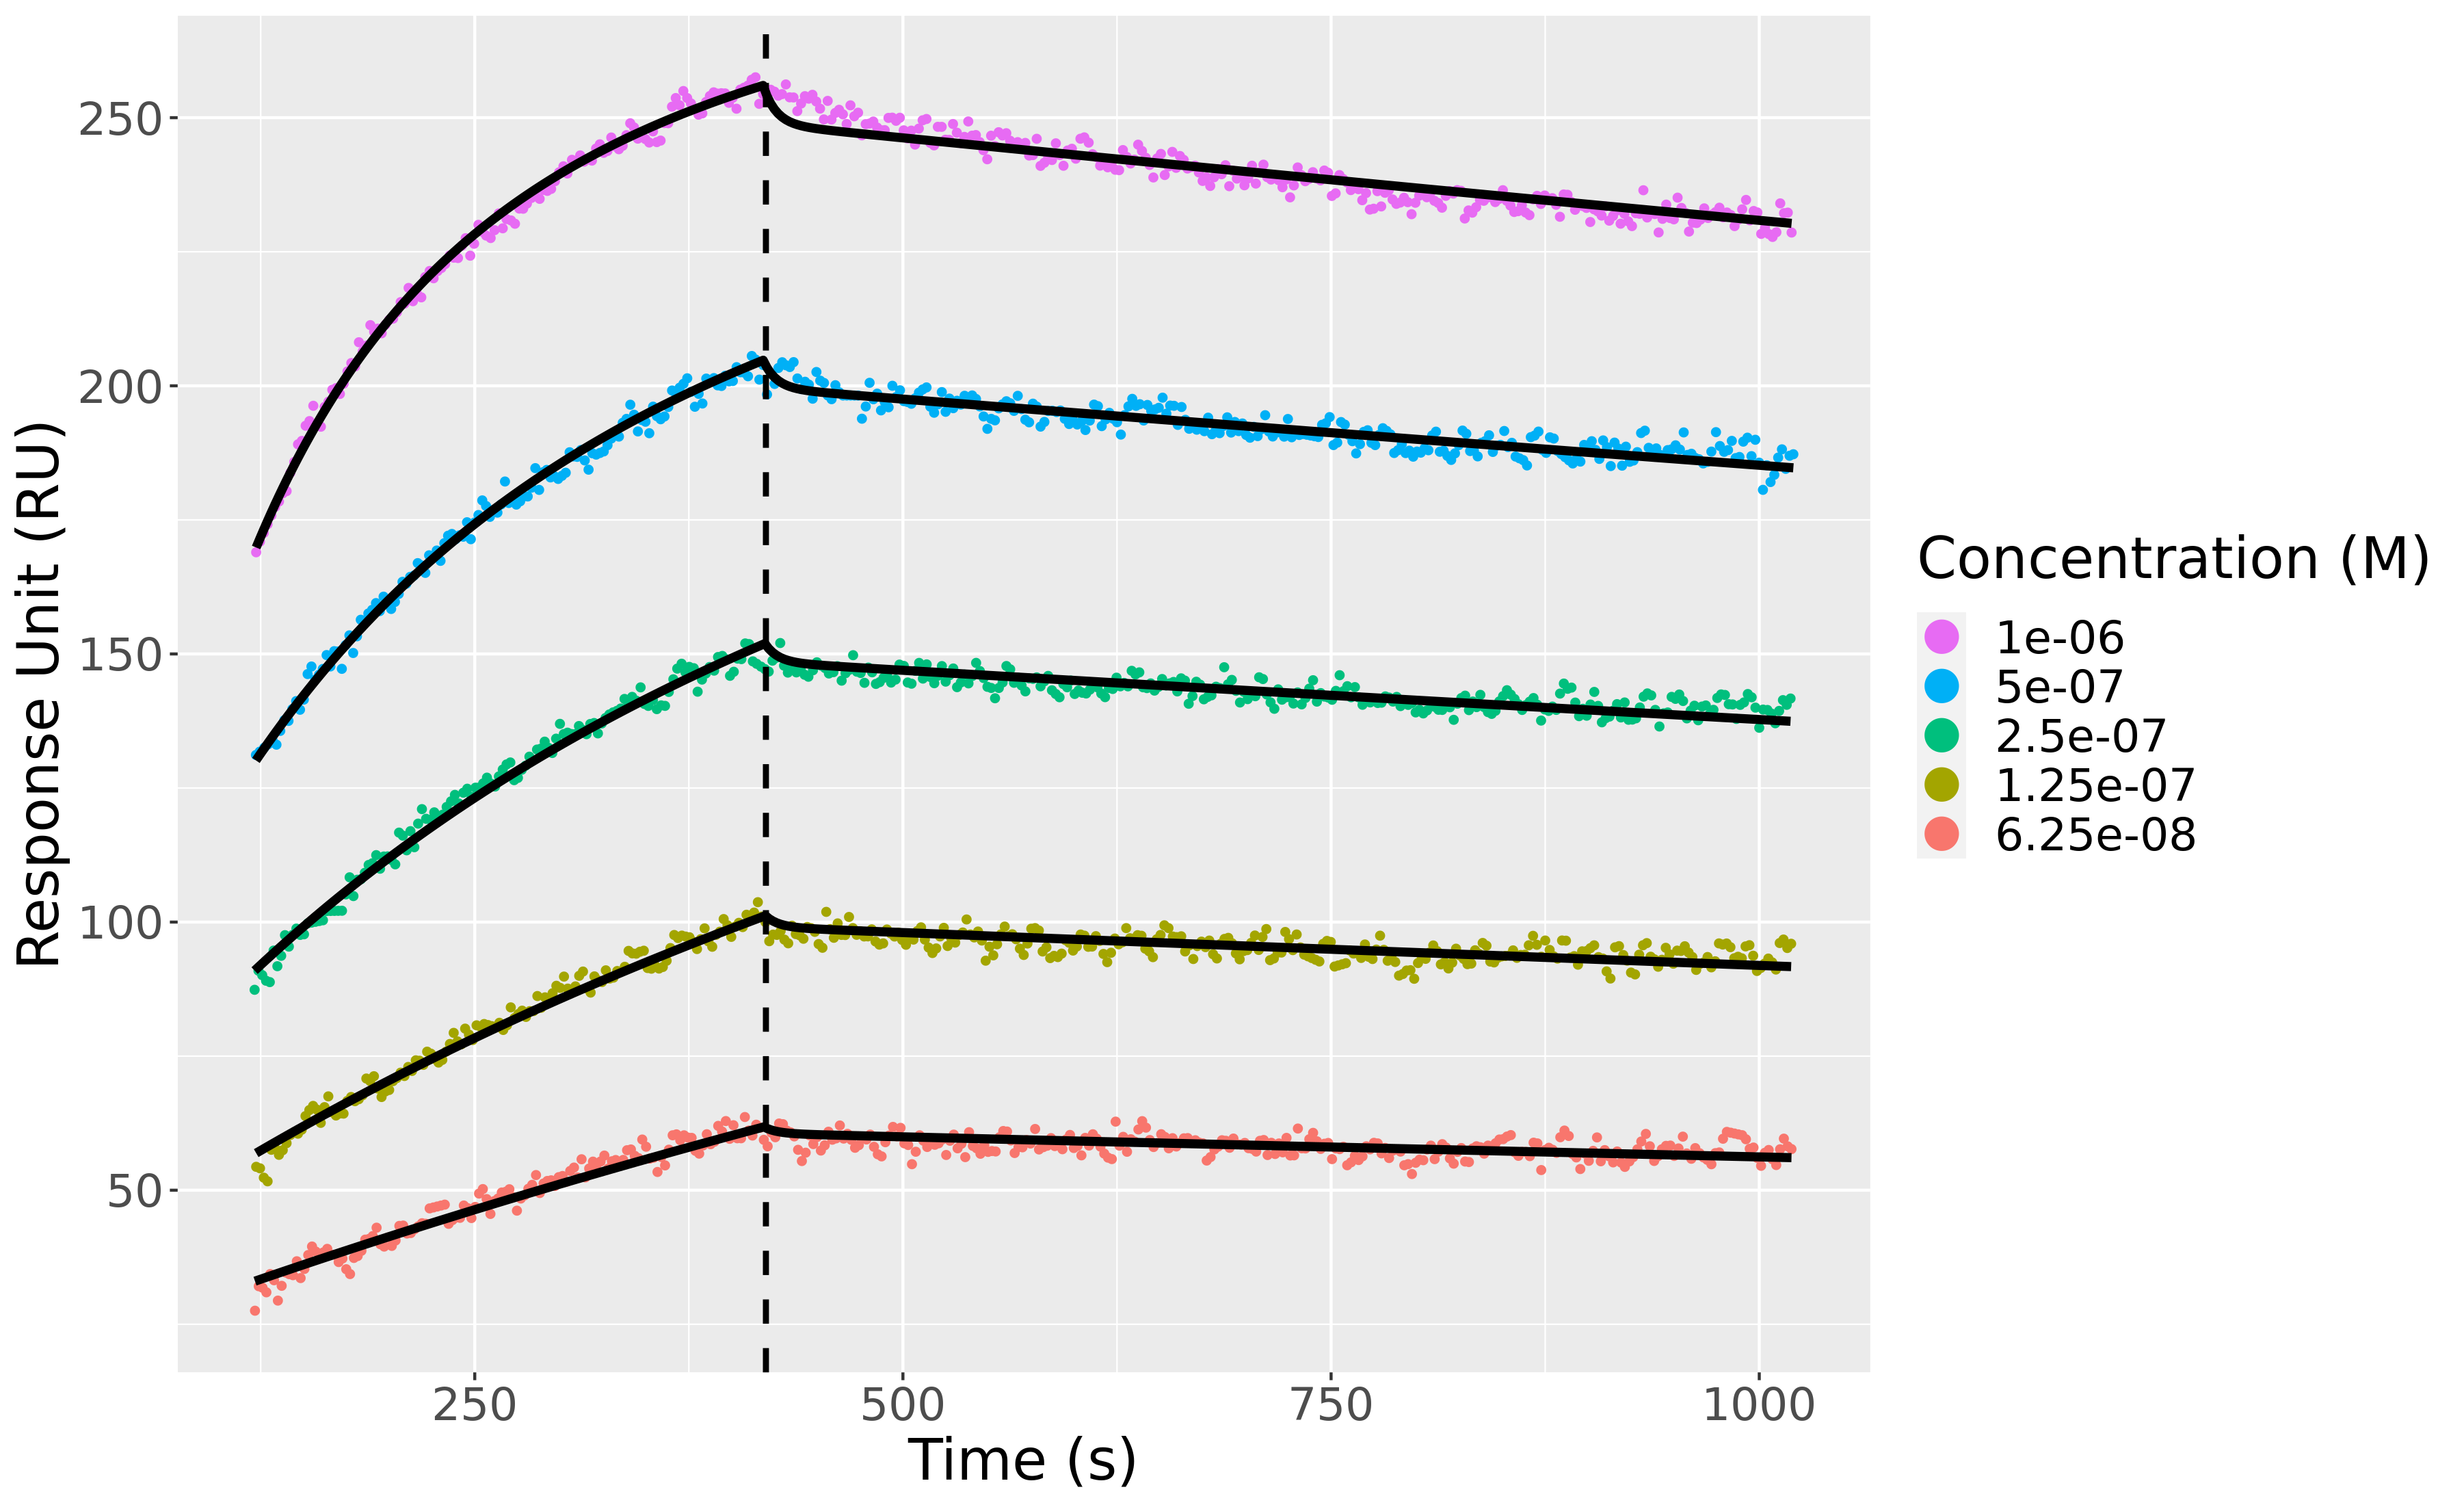 Response Unit (RU)
250
200
150
100
50
250
500
750
1000
Time (s)
Concentration (M)
1e-06
5e-07
2.5e-07
1.25e-07
6.25e-08